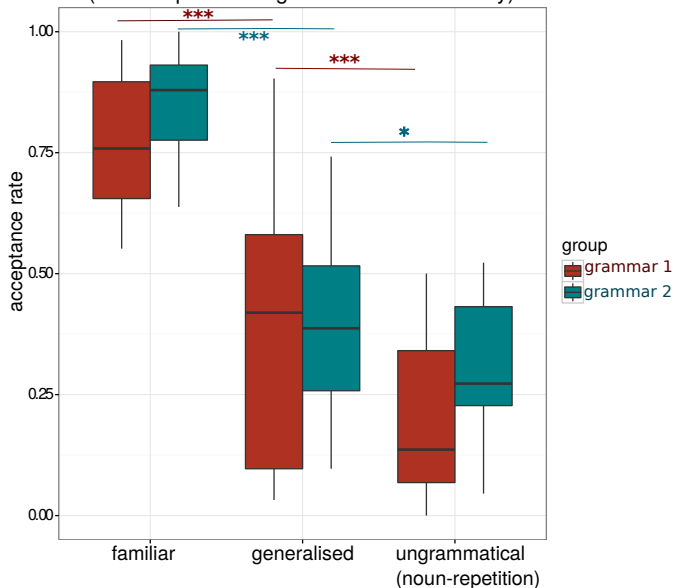 ***
***
***
*
1.00
0.75
0.50
0.25
0.00
acceptance rate
familiar
generalised
ungrammatical
(noun-repetition)
group
grammar 1
grammar 2